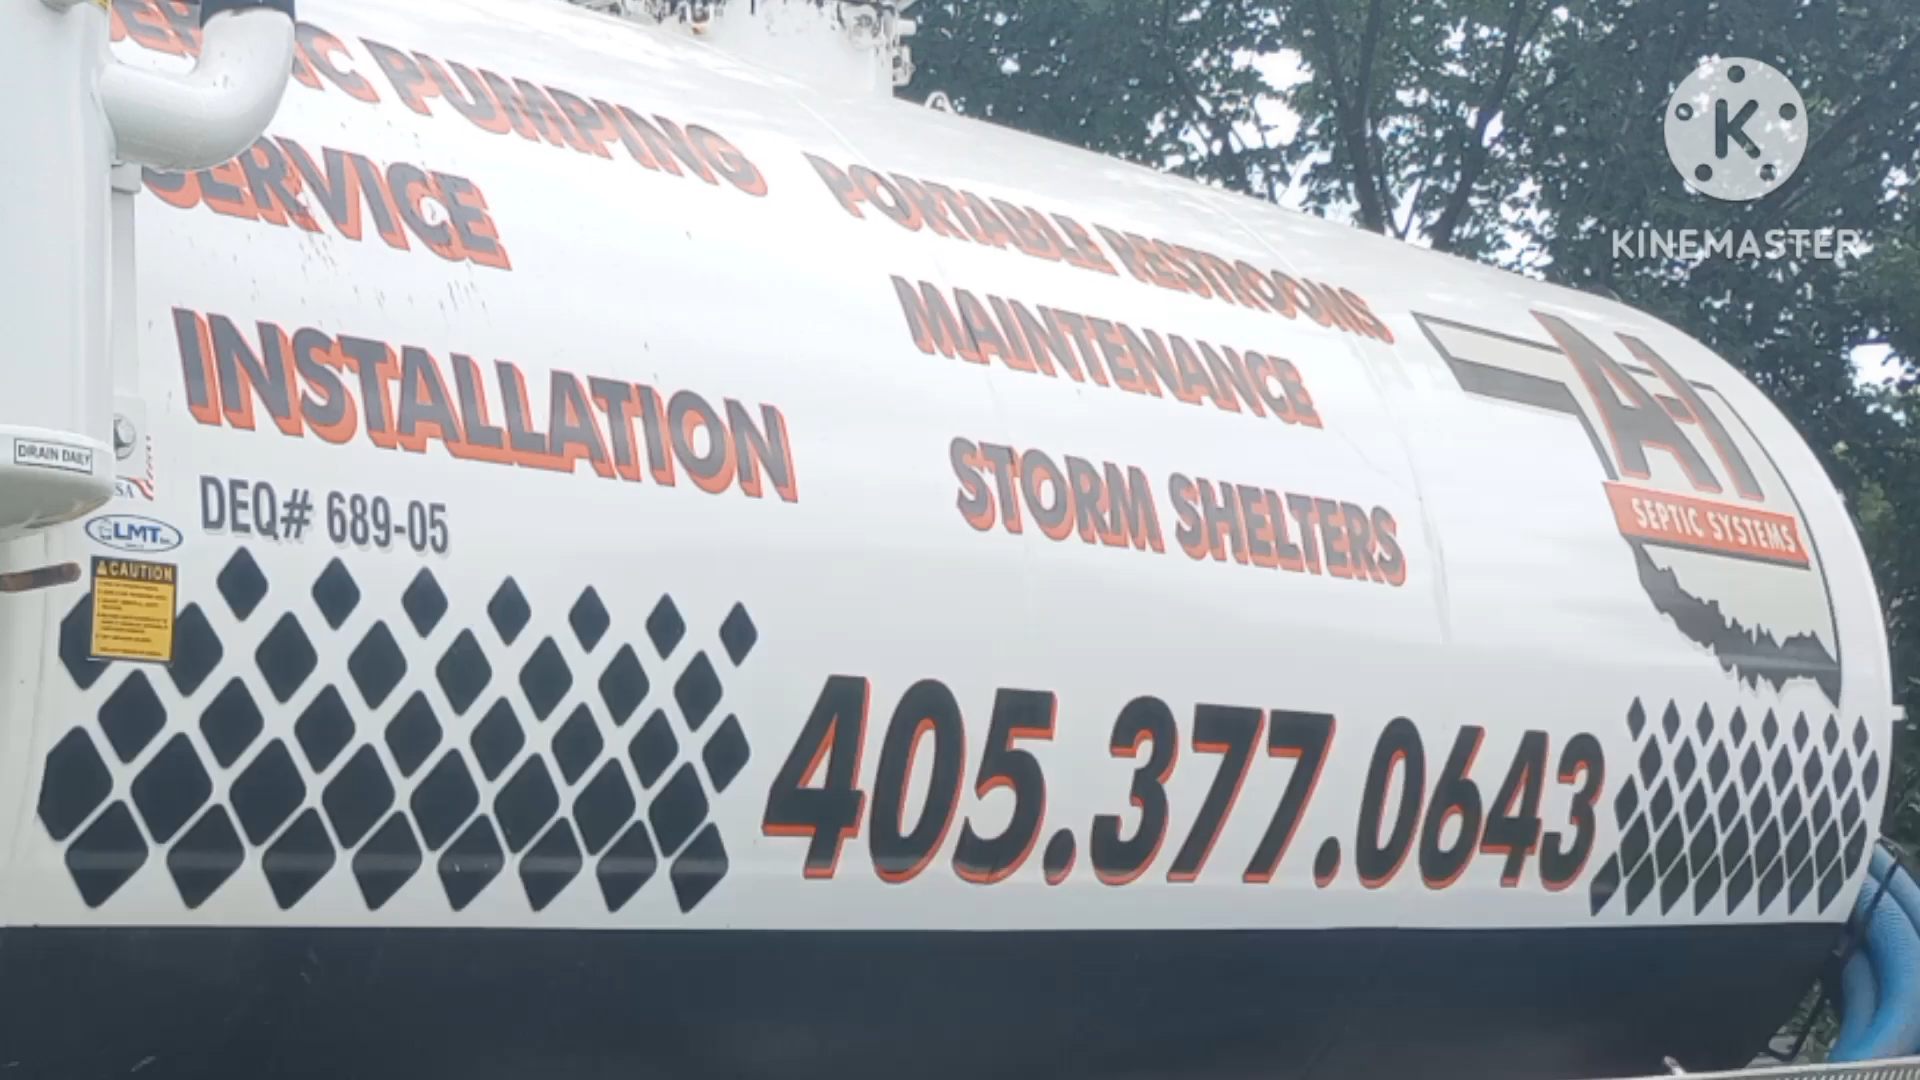 SEPTIC PUMPING
SERVICE
INSTALLATION
DEQ# 689-05
PORTABLE RESTROOMS
MAINTENANCE
STORM SHELTERS
A-1
SEPTIC SYSTEMS
405.377.0643
DRAIN DAILY
LMT
CAUTION
K
KINEMASTER